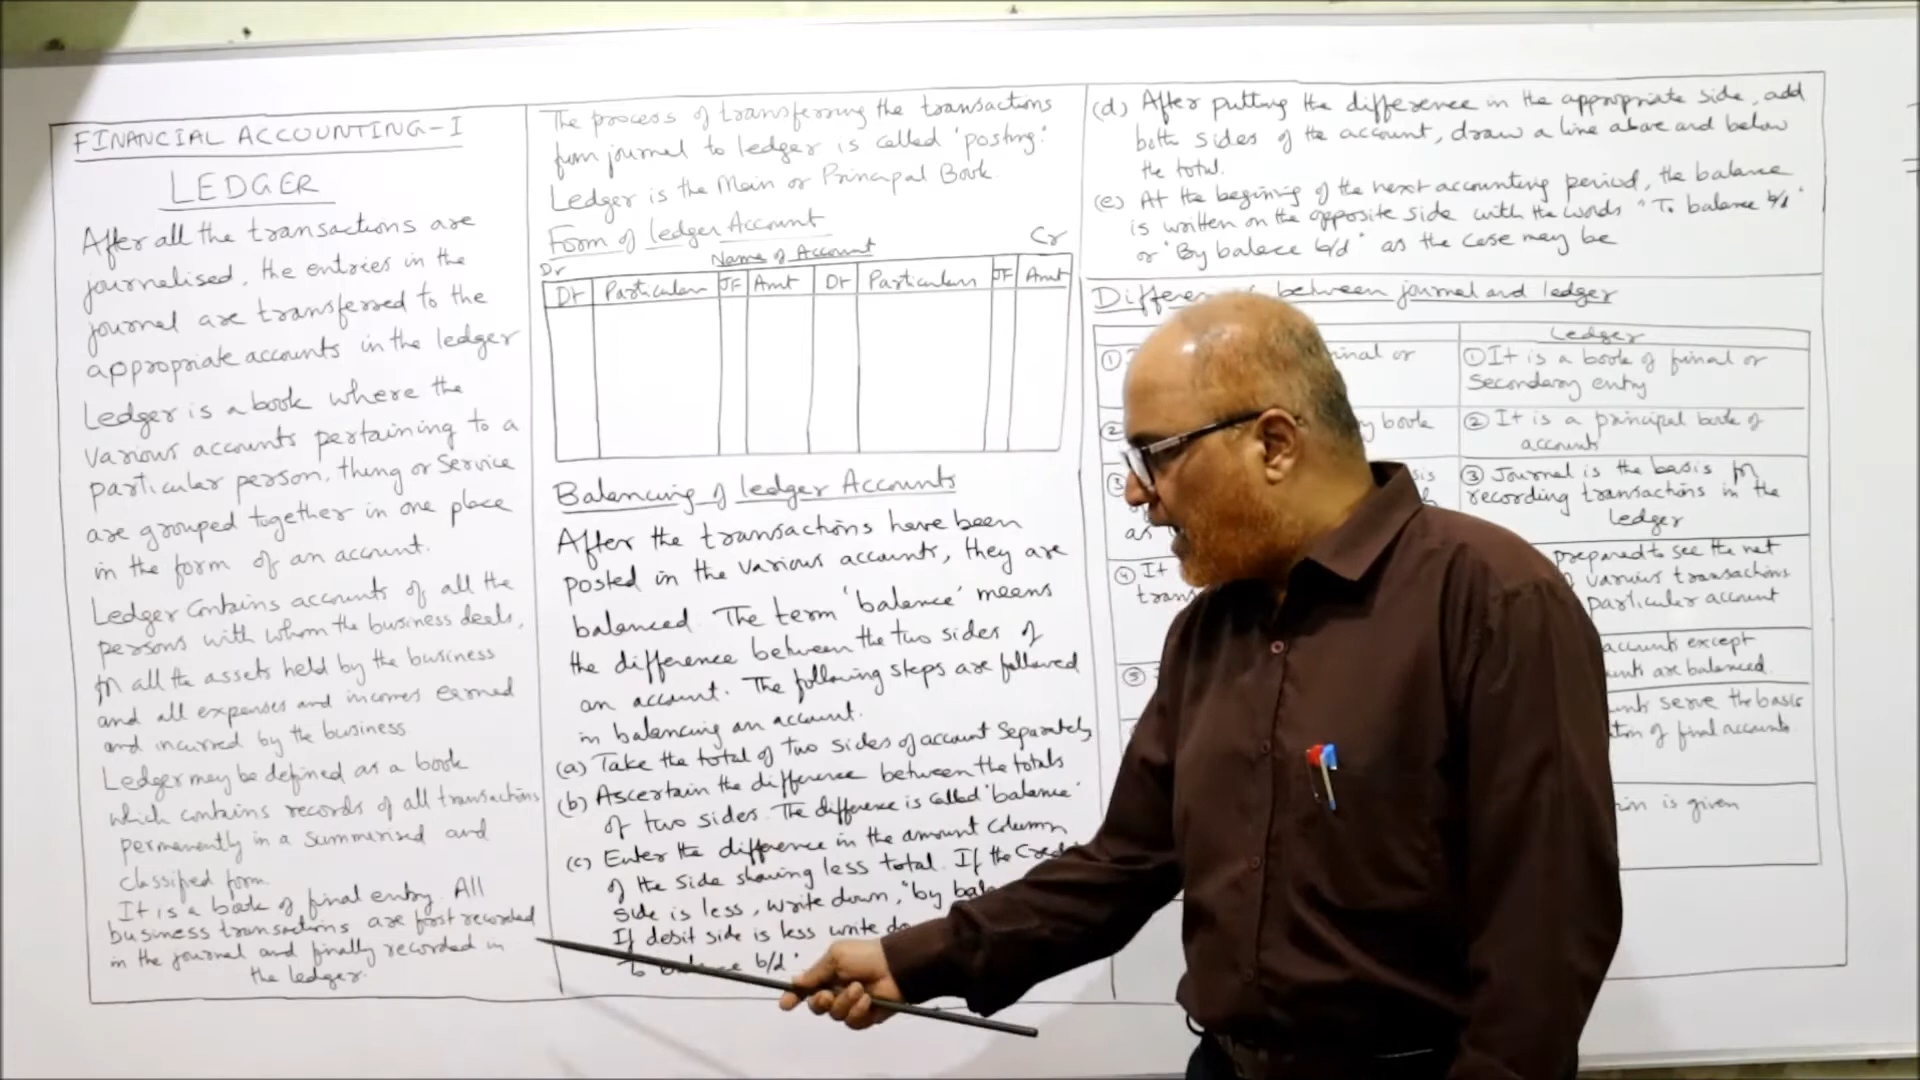 FINANCIAL ACCOUNTING-I
LEDGER
After all the transactions are
journalised, the entries in the
journal are transferred to the
appropriate accounts in the ledger
Ledger is a book where the
various accounts pertaining to a
particular person, thing or service
are grouped together in one place
in the form of an account.
Ledger contains accounts of all the
persons with whom the business deals,
for all the assets held by the business
and all expenses and incomes earned
and incurred by the business
Ledger may be defined as a book
which contains records of all transactions
permanently in a summarised and
classified form
It is a book of final entry. All
business transactions are first recorded
in the journal and finally recorded in
the ledger.
The process of transferring the transactions
from journal to ledger is called 'posting'.
Ledger is the Main or Principal Book.
Form of ledger Account
Name of Account
Dr Cr
Dt Particulars JF Amt Dt Particulars JF Amt
Balancing of ledger Accounts
After the transactions have been
posted in the various accounts, they are
balanced. The term 'balance' means
the difference between the two sides of
an account. The following steps are followed
in balancing an account.
(a) Take the total of two sides of account separately
(b) Ascertain the difference between the totals
of two sides. The difference is called 'balance'
(c) Enter the difference in the amount column
of the side showing less total. If the
side is less, write down, "by
If debit side is less write
To balance b/d"
(d) After putting the difference in the appropriate side, add
both sides of the account, draw a line above and below
the total.
(e) At the begining of the next accounting period, the balance
is written on the opposite side with the words "To balance b/d"
or "By balace b/d" as the case may be
between journal and ledger
Ledger
① or
① It is a book of final or
Secondary entry
② book
② It is a principal book of
accounts
③
as
③ Journal is the basis for
recording transactions in the
ledger
④ It
prepared to see the net
various transactions
particular account
⑤
accounts except
are balanced.
serve the basis
of final accounts
is given